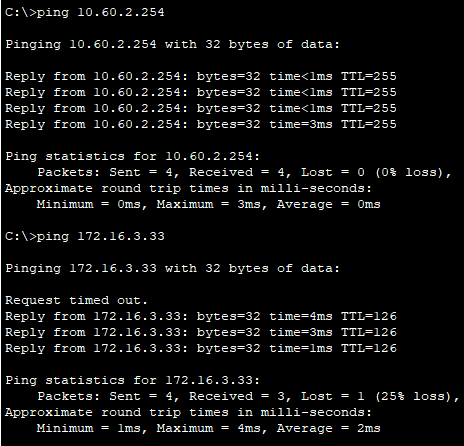 C:\>ping 10.60.2.254
Pinging 10.60.2.254 with 32 bytes of data:
Reply from 10.60.2.254: bytes=32 time<1ms TTL=255
Reply from 10.60.2.254: bytes=32 time<1ms TTL=255
Reply from 10.60.2.254: bytes=32 time<1ms TTL=255
Reply from 10.60.2.254: bytes=32 time=3ms TTL=255
Ping statistics for 10.60.2.254:
    Packets: Sent = 4, Received = 4, Lost = 0 (0% loss),
Approximate round trip times in milli-seconds:
    Minimum = 0ms, Maximum = 3ms, Average = 0ms
C:\>ping 172.16.3.33
Pinging 172.16.3.33 with 32 bytes of data:
Request timed out.
Reply from 172.16.3.33: bytes=32 time=4ms TTL=126
Reply from 172.16.3.33: bytes=32 time=3ms TTL=126
Reply from 172.16.3.33: bytes=32 time=1ms TTL=126
Ping statistics for 172.16.3.33:
    Packets: Sent = 4, Received = 3, Lost = 1 (25% loss),
Approximate round trip times in milli-seconds:
    Minimum = 1ms, Maximum = 4ms, Average = 2ms